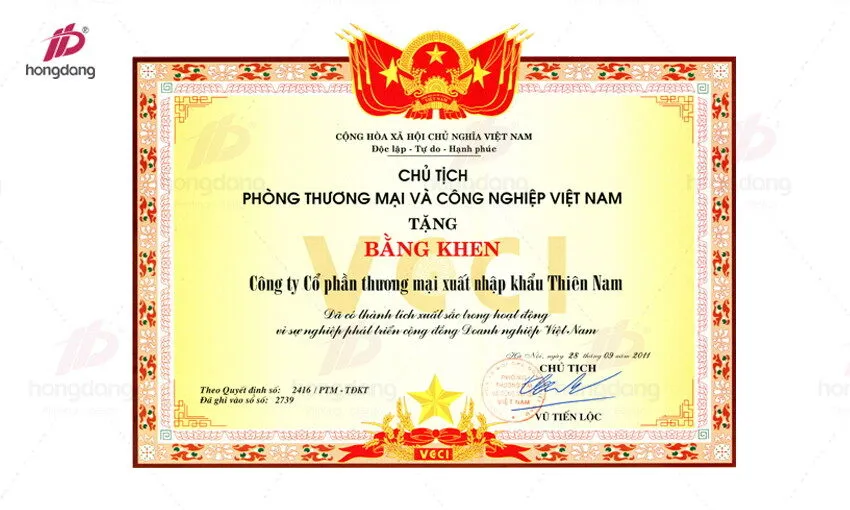 hongdang
CỘNG HÒA XÃ HỘI CHỦ NGHĨA VIỆT NAM
Độc lập - Tự do - Hạnh phúc
CHỦ TỊCH
PHÒNG THƯƠNG MẠI VÀ CÔNG NGHIỆP VIỆT NAM
TẶNG
BẰNG KHEN
VCCI
Công ty Cổ phần thương mại xuất nhập khẩu Thiên Nam
Đã có thành tích xuất sắc trong hoạt động
vì sự nghiệp phát triển cộng đồng Doanh nghiệp Việt Nam
Hà Nội, ngày 28 tháng 09 năm 2011
CHỦ TỊCH
Theo Quyết định số: 2416 / PTM - TĐKT
Đã ghi vào sổ số: 2739
VŨ TIẾN LỘC
VCCI